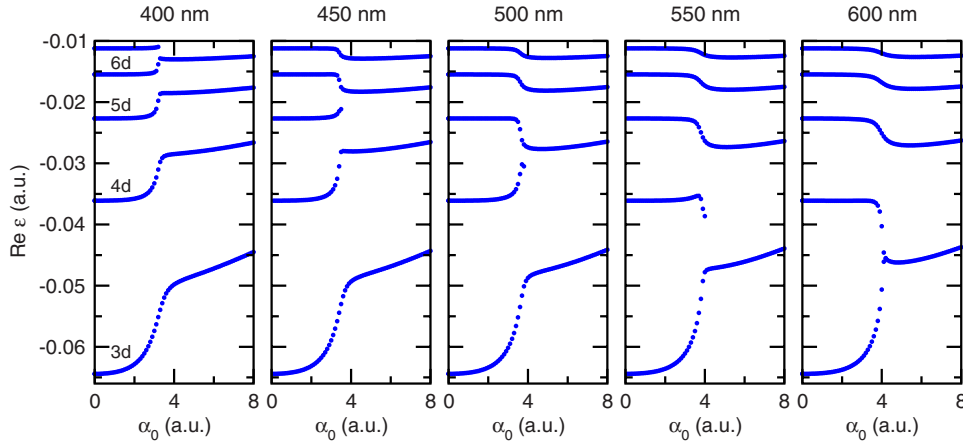 400 nm 450 nm 500 nm 550 nm 600 nm
-0.01
6d
-0.02
5d
-0.03
4d
-0.04
Re ε (a.u.)
-0.05
-0.06
3d
0 4 8 0 4 8 0 4 8 0 4 8 0 4 8
α₀ (a.u.) α₀ (a.u.) α₀ (a.u.) α₀ (a.u.) α₀ (a.u.)